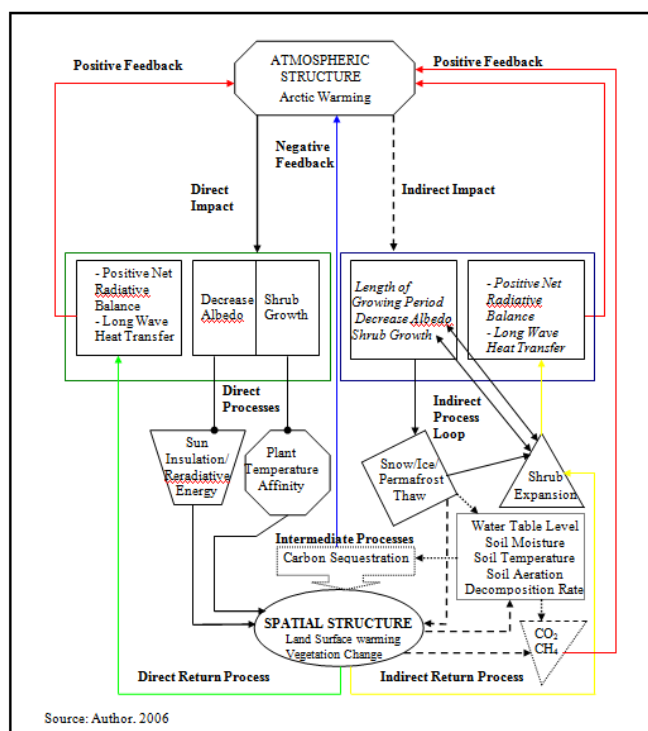 ATMOSPHERIC
STRUCTURE
Arctic Warming
Positive Feedback
Positive Feedback
Negative
Feedback
Direct
Impact
Indirect Impact
- Positive Net
Radiative
Balance
- Long Wave
Heat Transfer
Decrease
Albedo
Shrub
Growth
Length of
Growing Period
Decrease Albedo
Shrub Growth
- Positive Net
Radiative
Balance
- Long Wave
Heat Transfer
Direct
Processes
Indirect
Process
Loop
Sun
Insulation/
Reradiative
Energy
Plant
Temperature
Affinity
Snow/Ice/
Permafrost
Thaw
Shrub
Expansion
Water Table Level
Soil Moisture
Soil Temperature
Soil Aeration
Decomposition Rate
Intermediate Processes
Carbon Sequestration
SPATIAL STRUCTURE
Land Surface warming
Vegetation Change
CO2
CH4
Direct Return Process
Indirect Return Process
Source: Author. 2006